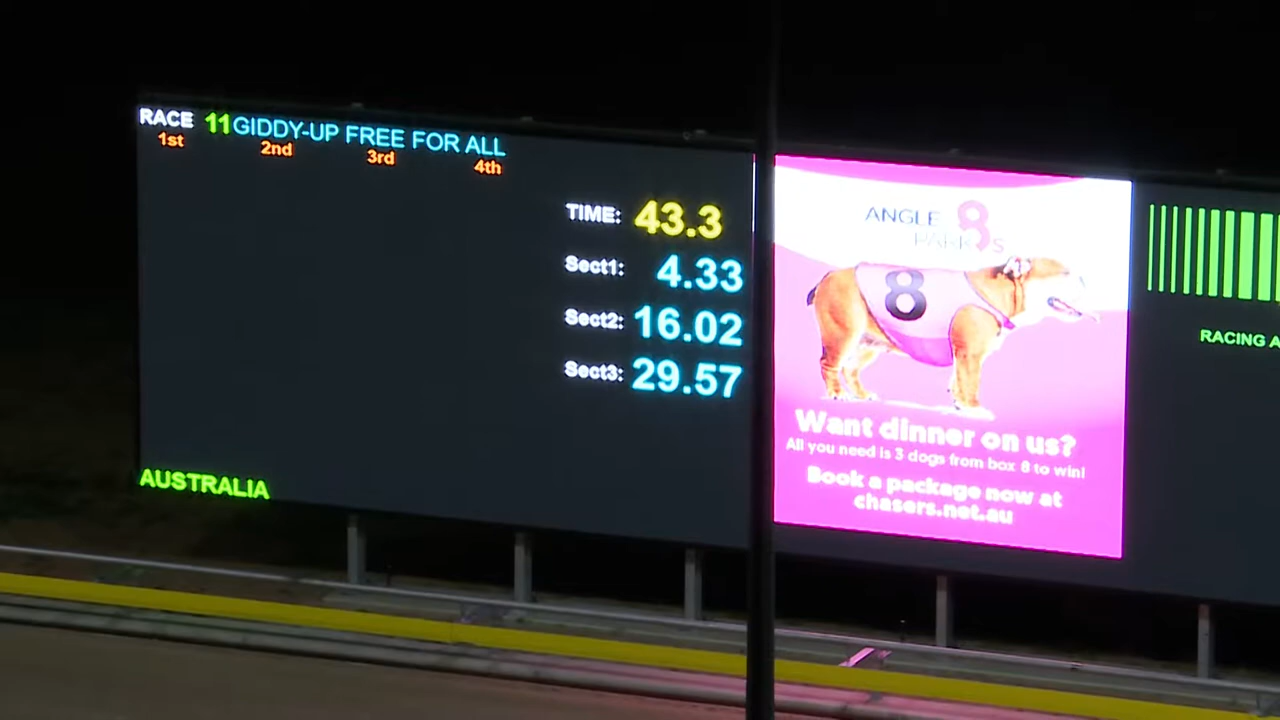 RACE 11 GIDDY-UP FREE FOR ALL
1st 2nd 3rd 4th
TIME: 43.3
Sect1: 4.33
Sect2: 16.02
Sect3: 29.57
AUSTRALIA
ANGLE
PARK 8s
8
Want dinner on us?
All you need is 3 dogs from box 8 to win!
Book a package now at
chasers.net.au
RACING